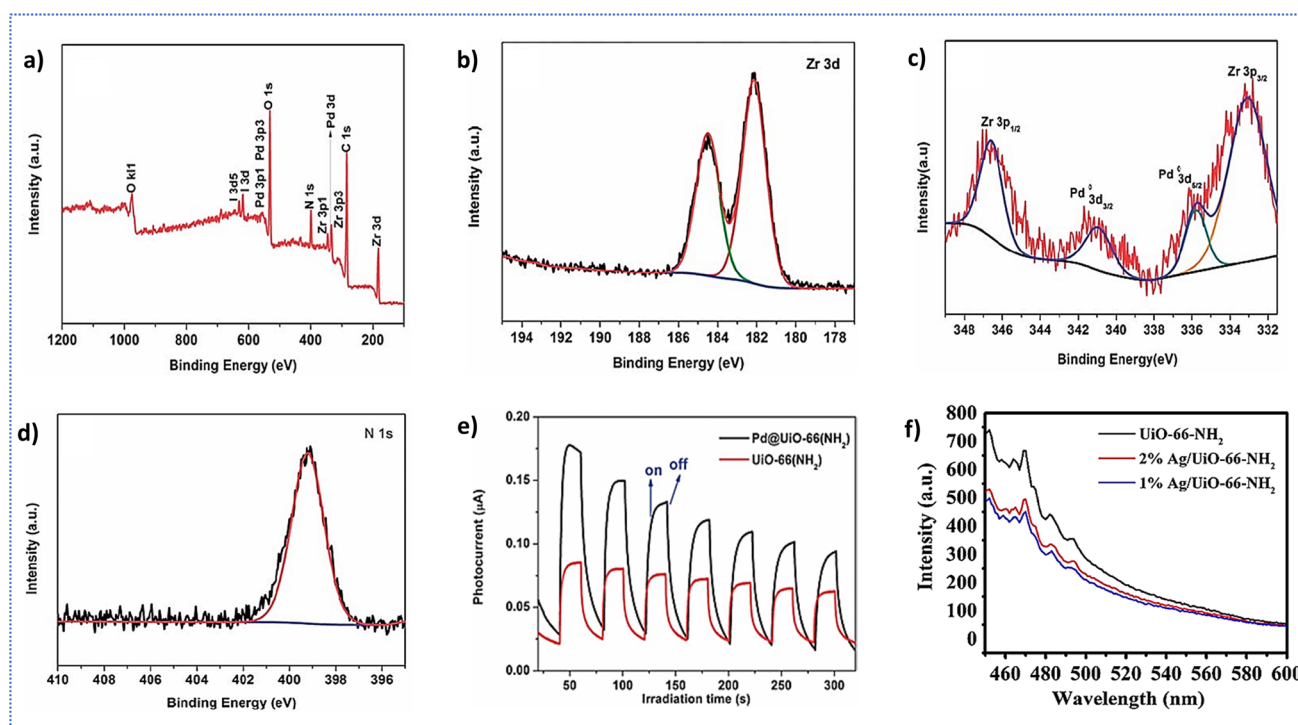 a)
Intensity (a.u.)
O kl1
I 3d5
I 3d
Pd 3p1
Pd 3p3
O 1s
N 1s
Zr 3p1
Pd 3d
Zr 3p3
C 1s
Zr 3d
1200 1000 800 600 400 200
Binding Energy (eV)
b)
Zr 3d
Intensity (a.u.)
194 192 190 188 186 184 182 180 178
Binding Energy (eV)
c)
Intensity(a.u)
Zr 3p1/2
Pd 0 3d3/2
Pd 0 3d5/2
Zr 3p3/2
348 346 344 342 340 338 336 334 332
Binding Energy(eV)
d)
N 1s
Intensity (a.u.)
410 408 406 404 402 400 398 396
Binding Energy (eV)
e)
Photocurrent (µA)
0.20
0.15
0.10
0.05
0.00
Pd@UiO-66(NH2)
UiO-66(NH2)
on off
50 100 150 200 250 300
Irradiation time (s)
f)
Intensity (a.u.)
800
700
600
500
400
300
200
100
0
UiO-66-NH2
2% Ag/UiO-66-NH2
1% Ag/UiO-66-NH2
460 480 500 520 540 560 580 600
Wavelength (nm)